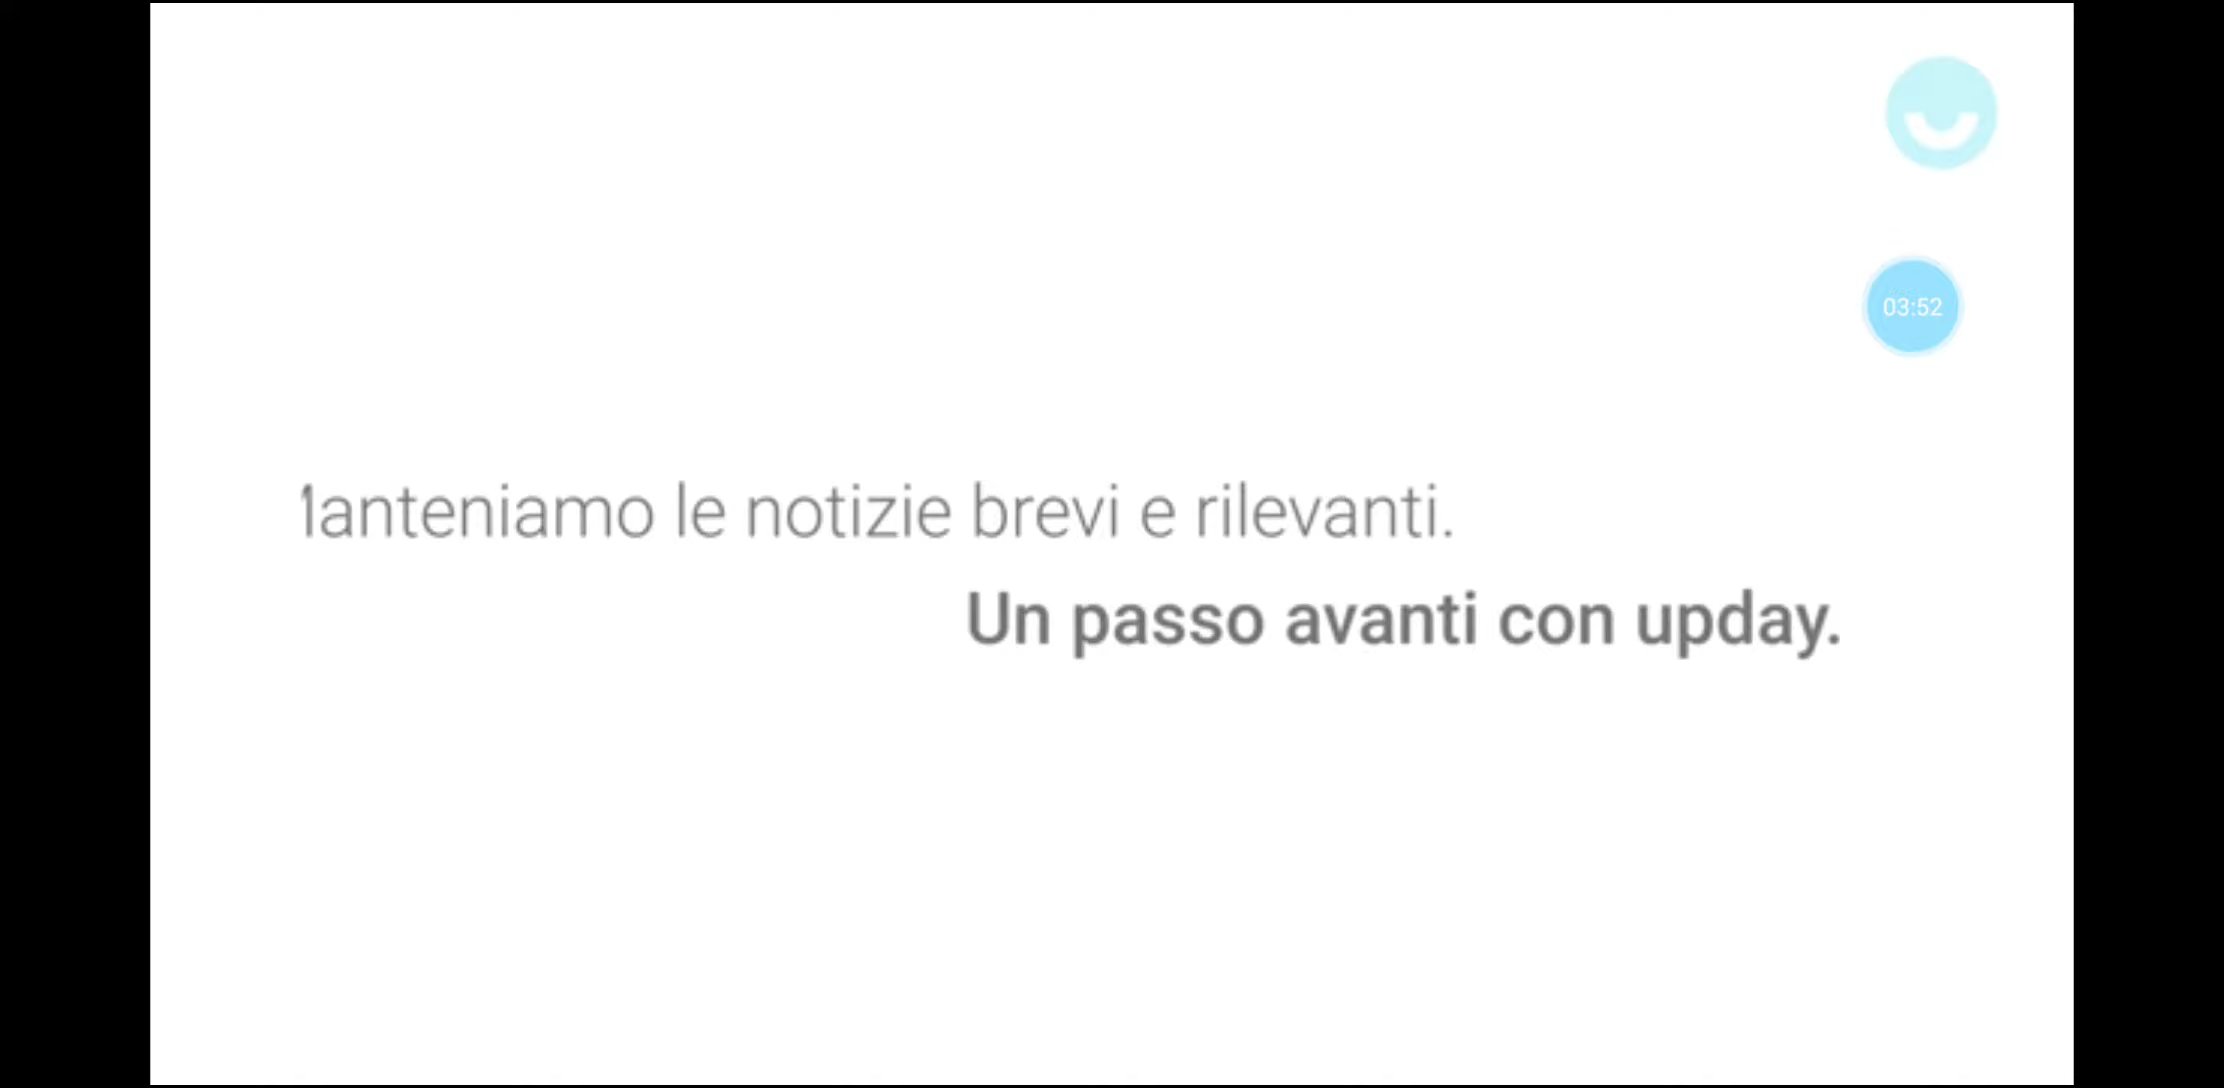 03:52
lanteniamo le notizie brevi e rilevanti.
Un passo avanti con upday.